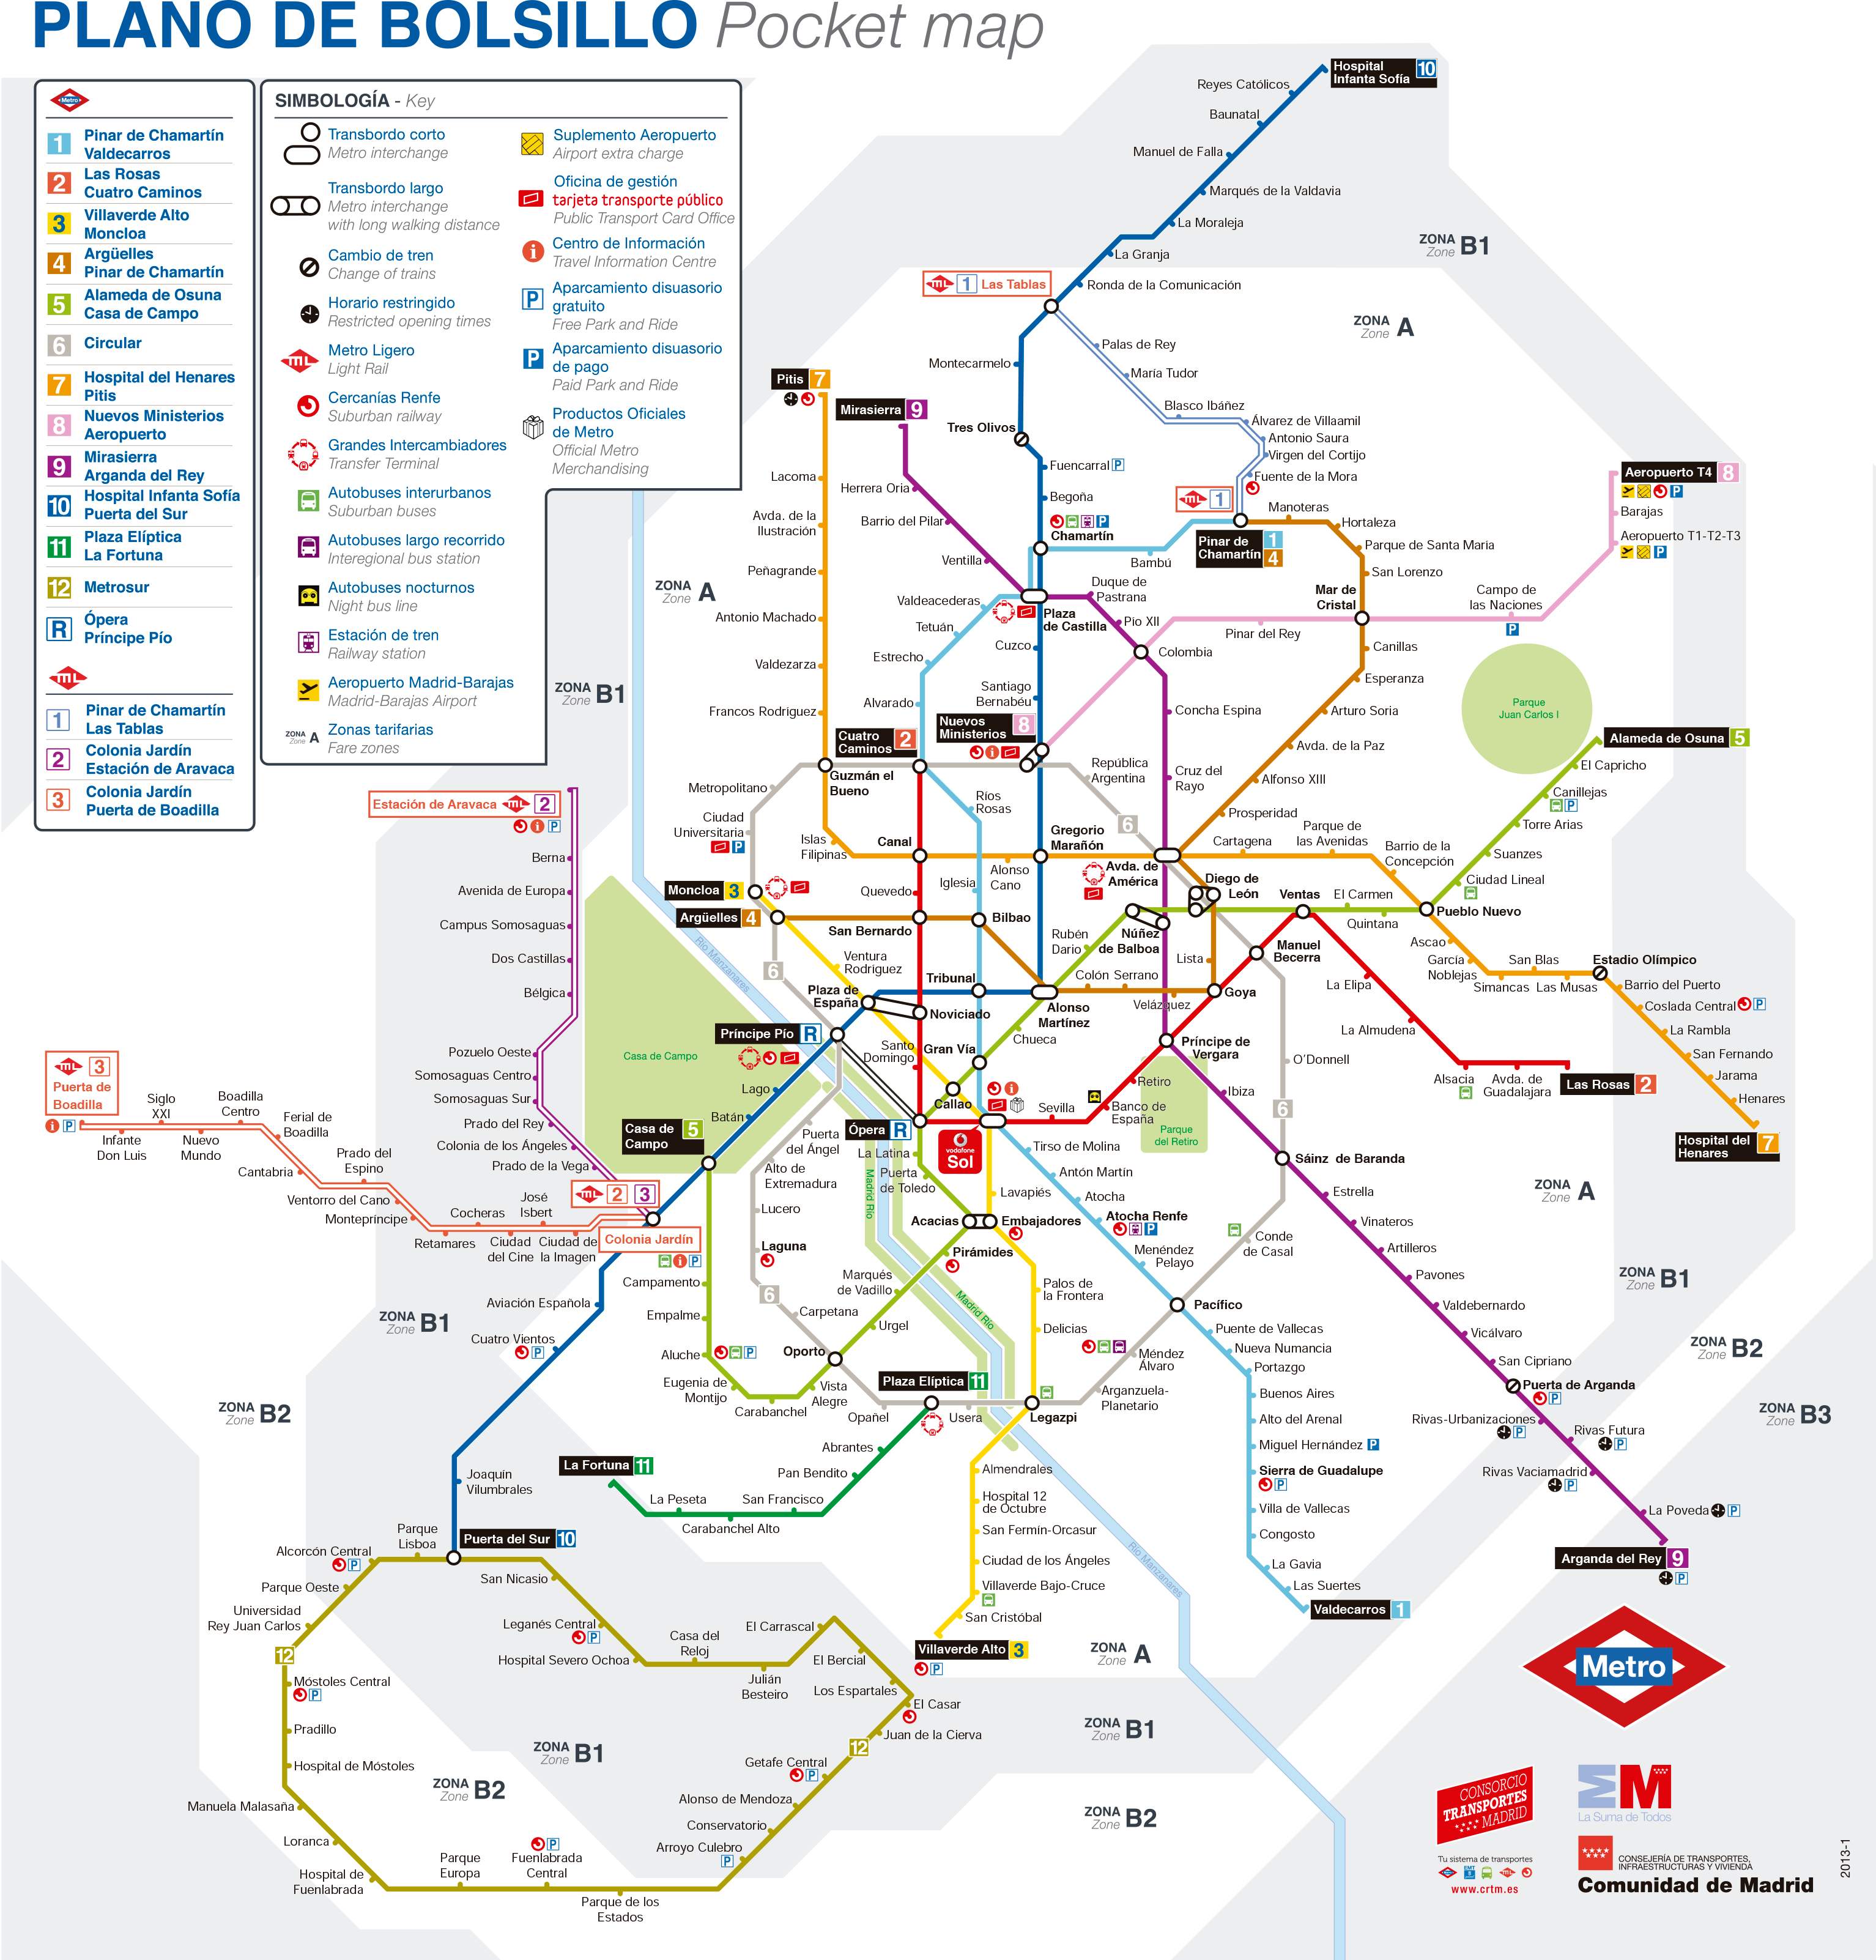 PLANO DE BOLSILLO Pocket map
Metro
1 Pinar de Chamartín
Valdecarros
2 Las Rosas
Cuatro Caminos
3 Villaverde Alto
Moncloa
4 Argüelles
Pinar de Chamartín
5 Alameda de Osuna
Casa de Campo
6 Circular
7 Hospital del Henares
Pitis
8 Nuevos Ministerios
Aeropuerto
9 Mirasierra
Arganda del Rey
10 Hospital Infanta Sofía
Puerta del Sur
11 Plaza Elíptica
La Fortuna
12 Metrosur
R Ópera
Príncipe Pío
mL
1 Pinar de Chamartín
Las Tablas
2 Colonia Jardín
Estación de Aravaca
3 Colonia Jardín
Puerta de Boadilla
SIMBOLOGÍA - Key
Transbordo corto
Metro interchange
Transbordo largo
Metro interchange
with long walking distance
Cambio de tren
Change of trains
Horario restringido
Restricted opening times
mL Metro Ligero
Light Rail
Cercanías Renfe
Suburban railway
Grandes Intercambiadores
Transfer Terminal
Autobuses interurbanos
Suburban buses
Autobuses largo recorrido
Interegional bus station
Autobuses nocturnos
Night bus line
Estación de tren
Railway station
Aeropuerto Madrid-Barajas
Madrid-Barajas Airport
ZONA A Zonas tarifarias
Zone Fare zones
Suplemento Aeropuerto
Airport extra charge
Oficina de gestión
tarjeta transporte público
Public Transport Card Office
i Centro de Información
Travel Information Centre
P Aparcamiento disuasorio
gratuito
Free Park and Ride
P Aparcamiento disuasorio
de pago
Paid Park and Ride
Productos Oficiales
de Metro
Official Metro
Merchandising
Hospital
Infanta Sofía 10
Reyes Católicos
Baunatal
Manuel de Falla
Marqués de la Valdavia
La Moraleja
La Granja
Ronda de la Comunicación
ZONA B1
Zone
mL 1 Las Tablas
ZONA A
Zone
Montecarmelo
Palas de Rey
María Tudor
Blasco Ibáñez
Álvarez de Villaamil
Antonio Saura
Virgen del Cortijo
Fuente de la Mora
mL 1
Pitis 7
Mirasierra 9
Tres Olivos
Fuencarral P
Begoña
P
Chamartín
Lacoma
Herrera Oria
Avda. de la
Ilustración
Barrio del Pilar
Peñagrande
Ventilla
Antonio Machado
Valdezarza
Francos Rodriguez
ZONA A
Zone
ZONA B1
Zone
Bambú
Pinar de
Chamartín 1
4
Manoteras
Hortaleza
Parque de Santa Maria
San Lorenzo
Mar de
Cristal
Canillas
Esperanza
Arturo Soria
Avda. de la Paz
Alfonso XIII
Prosperidad
Aeropuerto T4 8
P
Barajas
Aeropuerto T1-T2-T3
P
Campo de
las Naciones
P
Pinar del Rey
Colombia
Parque
Juan Carlos I
Valdeacederas
Tetuán
Estrecho
Alvarado
Plaza
de Castilla
Duque de
Pastrana
Pio XII
Cuzco
Santiago
Bernabéu
Nuevos
Ministerios 8
i
Cuatro
Caminos 2
Guzmán el
Bueno
Metropolitano
Ciudad
Universitaria
P
Islas
Filipinas
Canal
Ríos
Rosas
República
Argentina
6
Concha Espina
Cruz del
Rayo
Gregorio
Marañón
Alonso
Cano
Iglesia
Quevedo
Avda. de
América
Cartagena
Parque de
las Avenidas
Barrio de la
Concepción
Alameda de Osuna 5
El Capricho
Canillejas
P
Torre Arias
Suanzes
Ciudad Lineal
Pueblo Nuevo
Diego de
León
Ventas
El Carmen
Quintana
Ascao
García
Noblejas
San Blas
Simancas
Las Musas
Estadio Olímpico
Barrio del Puerto
Coslada Central P
La Rambla
San Fernando
Jarama
Henares
Hospital del
Henares 7
Moncloa 3
Argüelles 4
6
San Bernardo
Bilbao
Ventura
Rodriguez
Rubén
Dario
Núñez
de Balboa
Lista
Manuel
Becerra
La Elipa
La Almudena
Alsacia
Avda. de
Guadalajara
Las Rosas 2
Estación de Aravaca mL 2
i P
Berna
Avenida de Europa
Campus Somosaguas
Dos Castillas
Bélgica
Pozuelo Oeste
Somosaguas Centro
Somosaguas Sur
Prado del Rey
Colonia de los Ángeles
Prado de la Vega
mL 2 3
Colonia Jardín
i P
Rio Manzanares
Casa de Campo
Plaza de
España
Tribunal
Noviciado
Colón
Serrano
Velázquez
Goya
Alonso
Martínez
Chueca
Príncipe Pío R
Santo
Domingo
Gran Vía
Callao
Príncipe de
Vergara
O'Donnell
Lago
Batán
Casa de
Campo 5
Ópera R
vodafone
Sol
i
Sevilla
Banco de
España
Retiro
Parque
del Retiro
Ibiza
6
mL 3
Puerta de
Boadilla
i P
Infante
Don Luis
Siglo
XXI
Nuevo
Mundo
Boadilla
Centro
Ferial de
Boadilla
Cantabria
Prado del
Espino
Ventorro del Cano
Montepríncipe
Retamares
Cocheras
Ciudad
del Cine
José
Isbert
Ciudad de
la Imagen
Puerta
del Ángel
Alto de
Extremadura
Lucero
Laguna
6
Carpetana
La Latina
Puerta
de Toledo
Madrid Río
Acacias
Embajadores
Lavapiés
Tirso de Molina
Antón Martin
Atocha
Atocha Renfe
P
Menéndez
Pelayo
Pacífico
Pirámides
Marqués
de Vadillo
Urgel
Oporto
Madrid Río
Palos de
la Frontera
Delicias
Méndez
Álvaro
Arganzuela-
Planetario
Conde
de Casal
Sáinz de Baranda
Estrella
Vinateros
Artilleros
Pavones
Valdebernardo
Vicálvaro
San Cipriano
Puerta de Arganda
P
Rivas-Urbanizaciones
P
Rivas Futura
P
Rivas Vaciamadrid
P
La Poveda P
Arganda del Rey 9
P
ZONA A
Zone
ZONA B1
Zone
ZONA B2
Zone
ZONA B3
Zone
Campamento
Empalme
Aluche P
Eugenia de
Montijo
Carabanchel
Vista
Alegre
Opañel
Plaza Elíptica 11
Usera
Legazpi
Aviación Española
Cuatro Vientos
P
ZONA B1
Zone
ZONA B2
Zone
Joaquín
Vilumbrales
Puerta del Sur 10
La Fortuna 11
La Peseta
Carabanchel Alto
San Francisco
Pan Bendito
Abrantes
Almendrales
Hospital 12
de Octubre
San Fermín-Orcasur
Ciudad de los Ángeles
Villaverde Bajo-Cruce
San Cristóbal
Villaverde Alto 3
P
Puente de Vallecas
Nueva Numancia
Portazgo
Buenos Aires
Alto del Arenal
Miguel Hernández P
Sierra de Guadalupe
P
Villa de Vallecas
Congosto
La Gavia
Las Suertes
Valdecarros 1
Rio Manzanares
Parque
Lisboa
Alcorcón Central
P
Parque Oeste
Universidad
Rey Juan Carlos
12
Móstoles Central
P
Pradillo
Hospital de Móstoles
Manuela Malasaña
Loranca
Hospital de
Fuenlabrada
Parque
Europa
P
Fuenlabrada
Central
Parque de los
Estados
Arroyo Culebro
P
Conservatorio
Alonso de Mendoza
Getafe Central
P
12
Juan de la Cierva
El Casar
Los Espartales
El Bercial
El Carrascal
Julián
Besteiro
Casa del
Reloj
Hospital Severo Ochoa
Leganés Central
P
San Nicasio
ZONA B1
Zone
ZONA B2
Zone
ZONA A
Zone
ZONA B1
Zone
ZONA B2
Zone
Metro
CONSORCIO
TRANSPORTES
MADRID
Tu sistema de transportes
www.crtm.es
La Suma de Todos
CONSEJERÍA DE TRANSPORTES,
INFRAESTRUCTURAS Y VIVIENDA
Comunidad de Madrid
2013-1